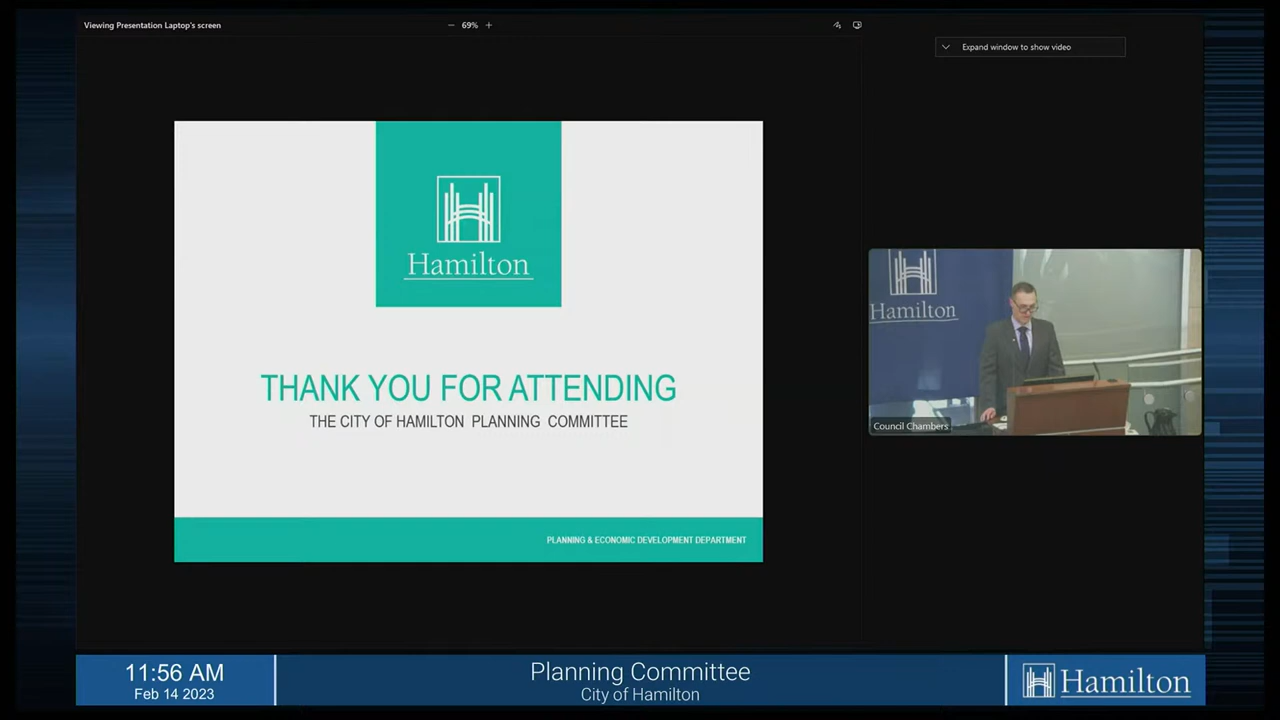 Viewing Presentation Laptop's screen
69%
Expand window to show video
Hamilton
THANK YOU FOR ATTENDING
THE CITY OF HAMILTON PLANNING COMMITTEE
PLANNING & ECONOMIC DEVELOPMENT DEPARTMENT
Hamilton
Council Chambers
11:56 AM
Feb 14 2023
Planning Committee
City of Hamilton
Hamilton